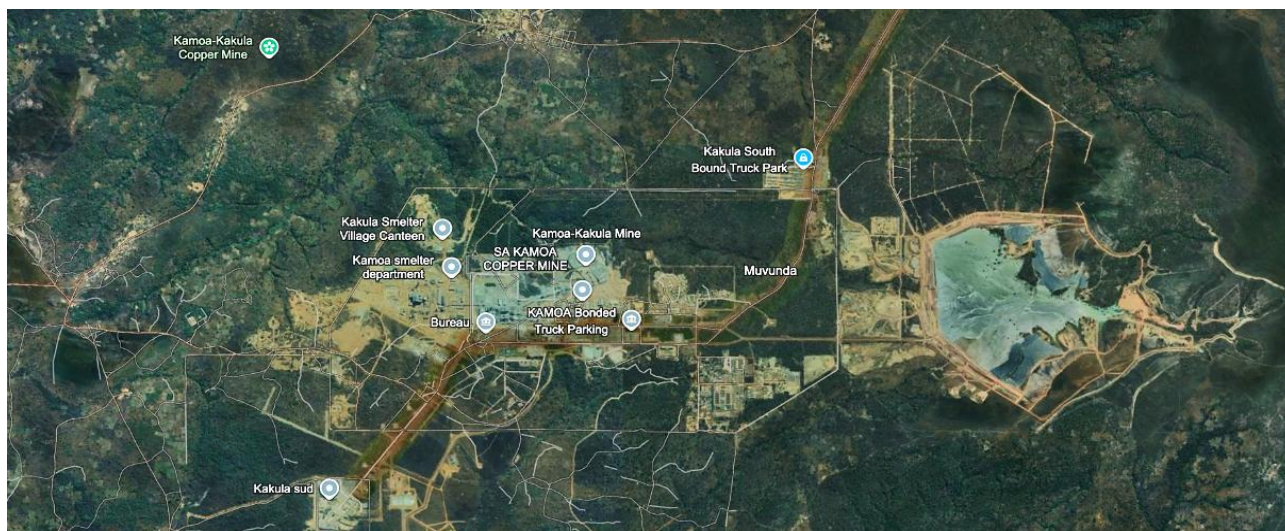 Kamoa-Kakula
Copper Mine
Kakula South
Bound Truck Park
Kakula Smelter
Village Canteen
Kamoa-Kakula Mine
SA KAMOA
COPPER MINE
Kamoa smelter
department
Muvunda
Bureau
KAMOA Bonded
Truck Parking
Kakula sud